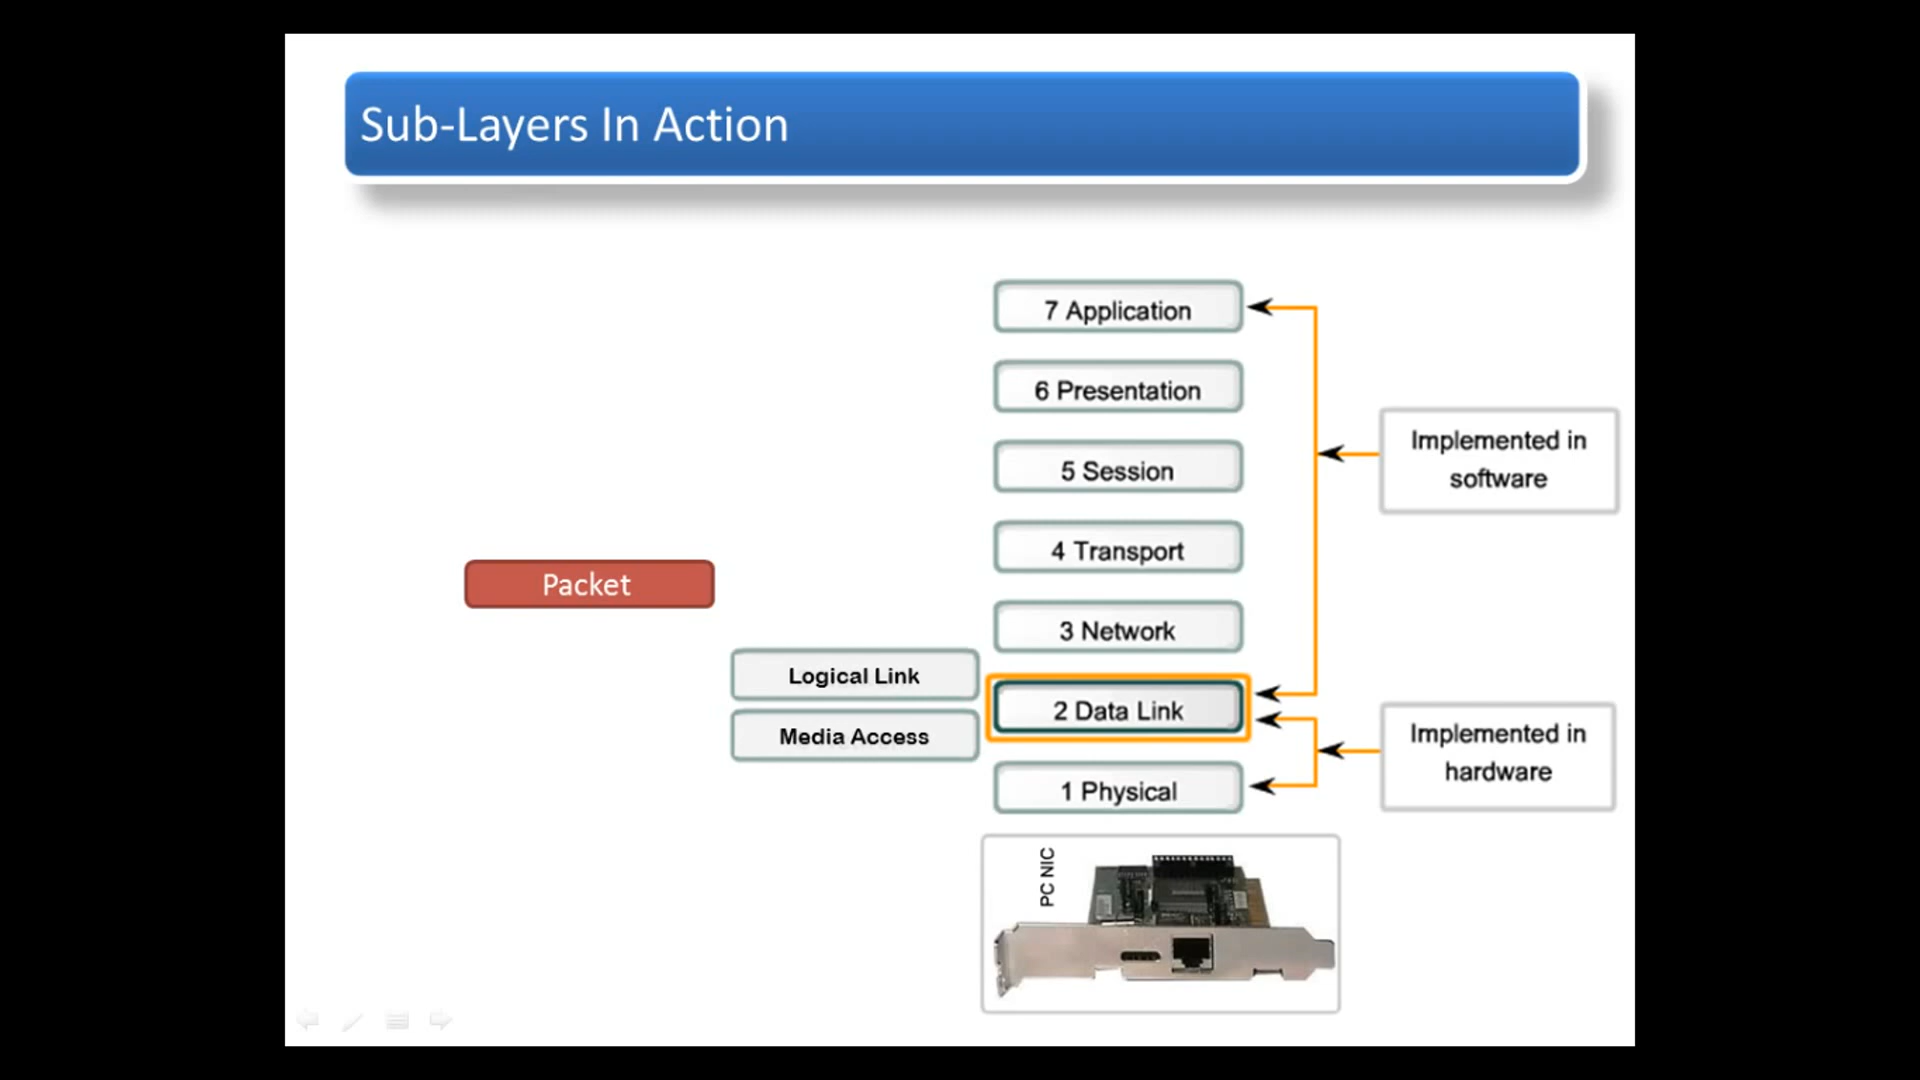 Sub-Layers In Action
7 Application
6 Presentation
5 Session
4 Transport
3 Network
2 Data Link
1 Physical
Implemented in
software
Implemented in
hardware
Packet
Logical Link
Media Access
PC NIC